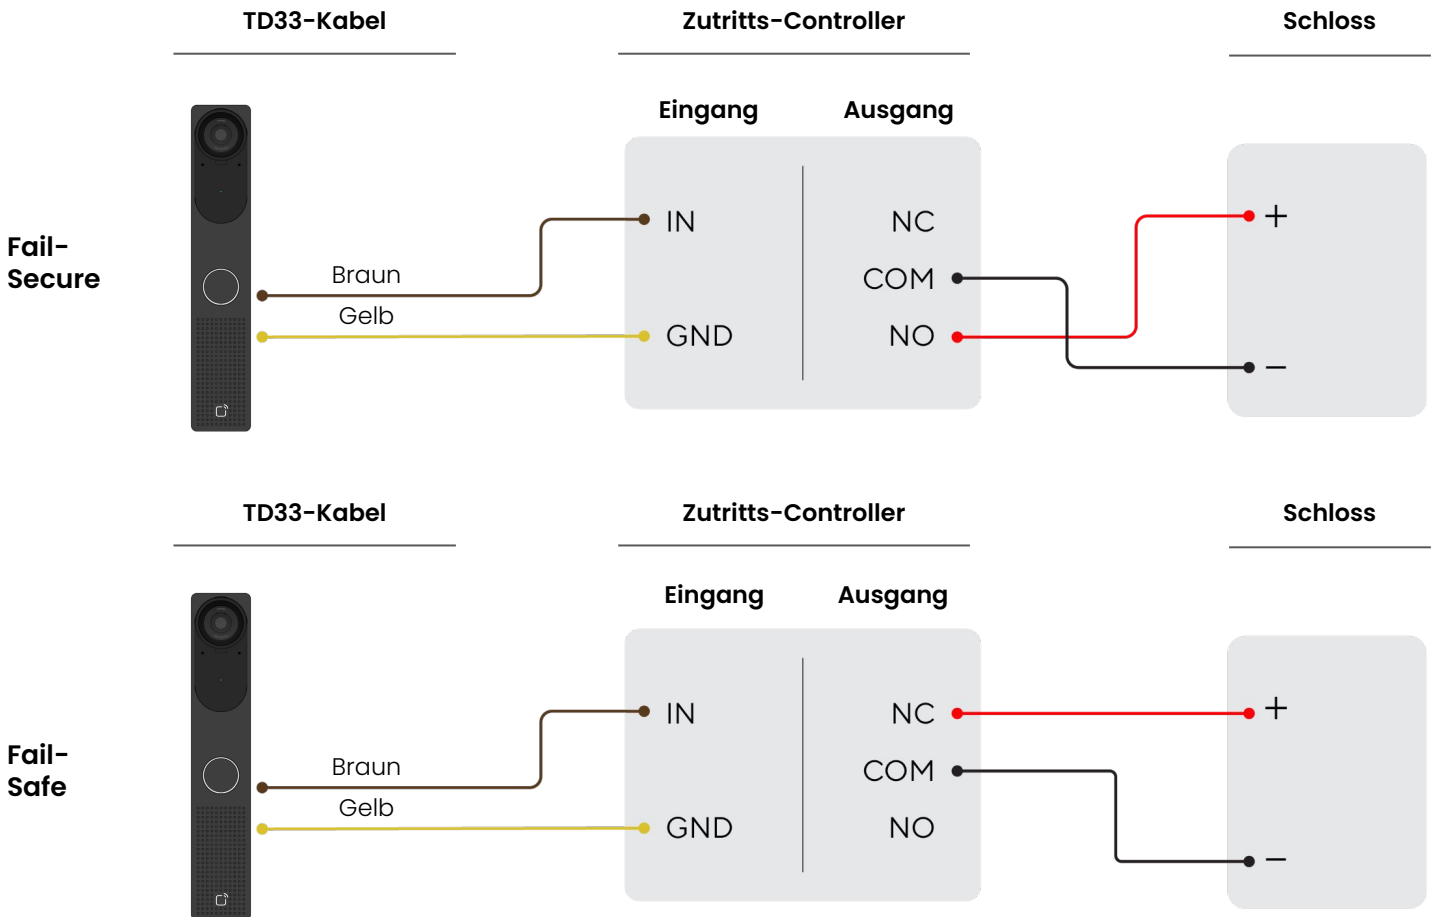 TD33-Kabel
Zutritts-Controller
Schloss
Eingang
Ausgang
Fail-
Secure
Braun
Gelb
IN
GND
NC
COM
NO
+
−
TD33-Kabel
Zutritts-Controller
Schloss
Eingang
Ausgang
Fail-
Safe
Braun
Gelb
IN
GND
NC
COM
NO
+
−